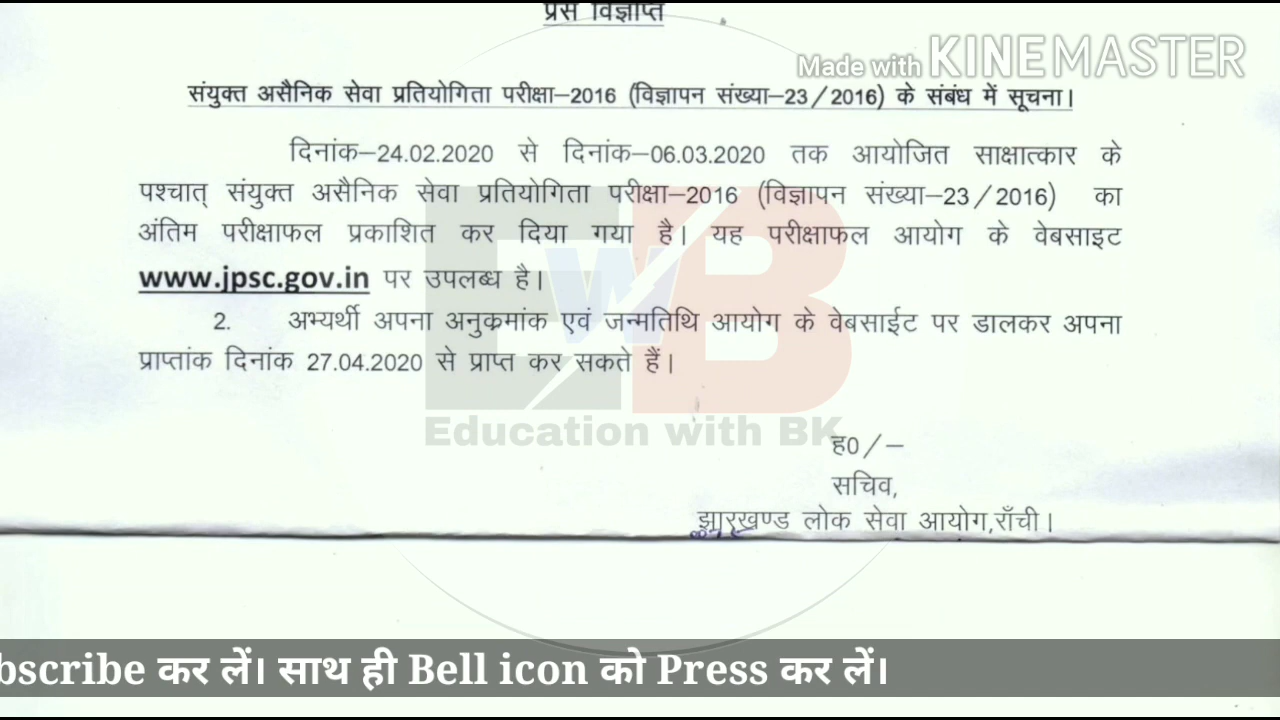 प्रेस विज्ञप्ति
Made with KINEMASTER
संयुक्त असैनिक सेवा प्रतियोगिता परीक्षा–2016 (विज्ञापन संख्या–23/2016) के संबंध में सूचना।
दिनांक–24.02.2020 से दिनांक–06.03.2020 तक आयोजित साक्षात्कार के
पश्चात् संयुक्त असैनिक सेवा प्रतियोगिता परीक्षा–2016 (विज्ञापन संख्या–23/2016) का
अंतिम परीक्षाफल प्रकाशित कर दिया गया है। यह परीक्षाफल आयोग के वेबसाइट
www.jpsc.gov.in पर उपलब्ध है।
2. अभ्यर्थी अपना अनुक्रमांक एवं जन्मतिथि आयोग के वेबसाईट पर डालकर अपना
प्राप्तांक दिनांक 27.04.2020 से प्राप्त कर सकते हैं।
EWB
Education with BK
ह0/–
सचिव,
झारखण्ड लोक सेवा आयोग,राँची।
bscribe कर लें। साथ ही Bell icon को Press कर लें।